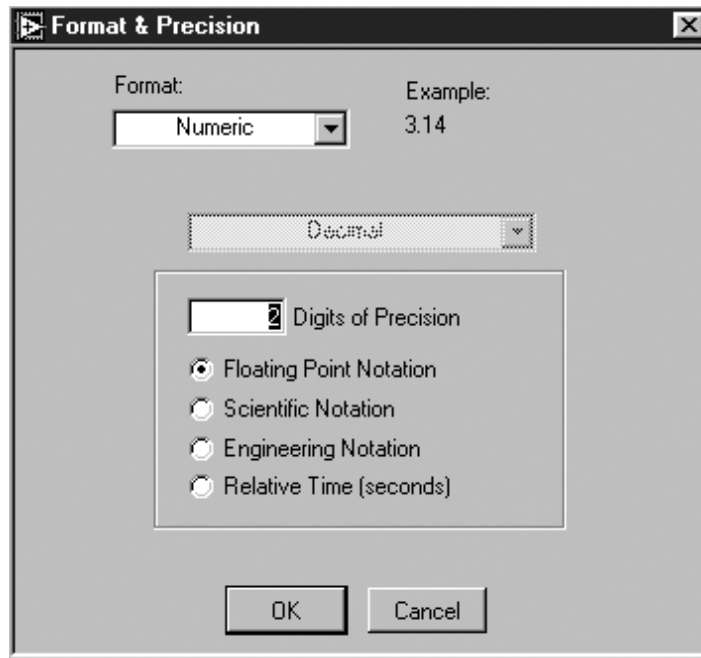 Format & Precision
Format:
Example:
Numeric
3.14
Decimal
2 Digits of Precision
Floating Point Notation
Scientific Notation
Engineering Notation
Relative Time (seconds)
OK Cancel